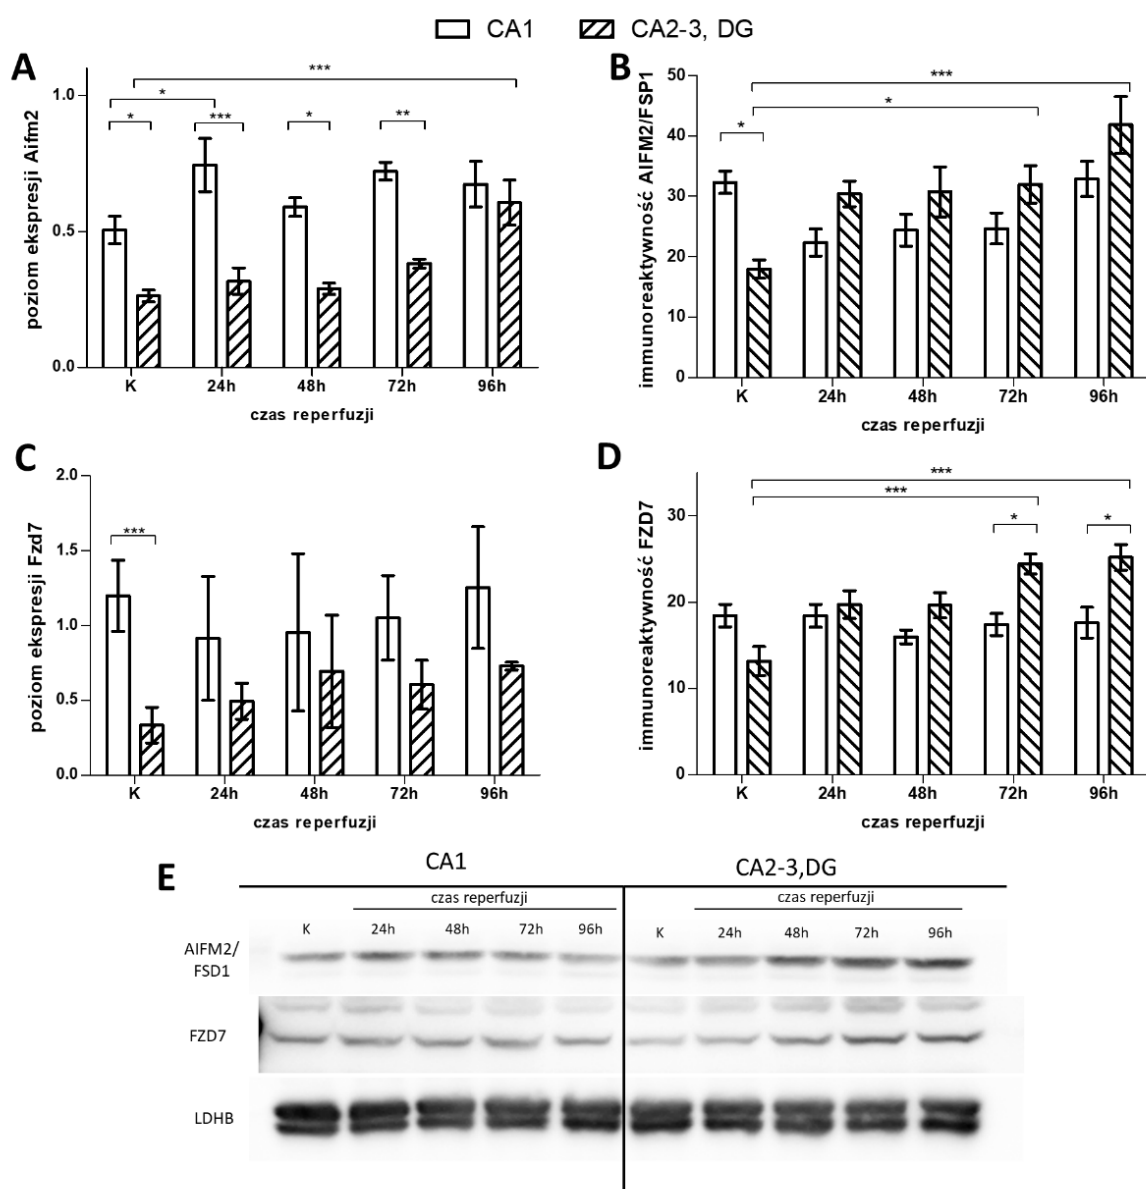 CA1 CA2-3, DG
A
***
*
* *** * **
1.0
0.5
0.0
poziom ekspresji Aifm2
K 24h 48h 72h 96h
czas reperfuzji
B
***
*
*
50
40
30
20
10
0
immunoreaktywność AIFM2/FSP1
K 24h 48h 72h 96h
czas reperfuzji
C
***
2.0
1.5
1.0
0.5
0.0
poziom ekspresji Fzd7
K 24h 48h 72h 96h
czas reperfuzji
D
***
***
* *
30
20
10
0
immunoreaktywność FZD7
K 24h 48h 72h 96h
czas reperfuzji
E
CA1 CA2-3,DG
czas reperfuzji czas reperfuzji
K 24h 48h 72h 96h K 24h 48h 72h 96h
AIFM2/
FSD1
FZD7
LDHB